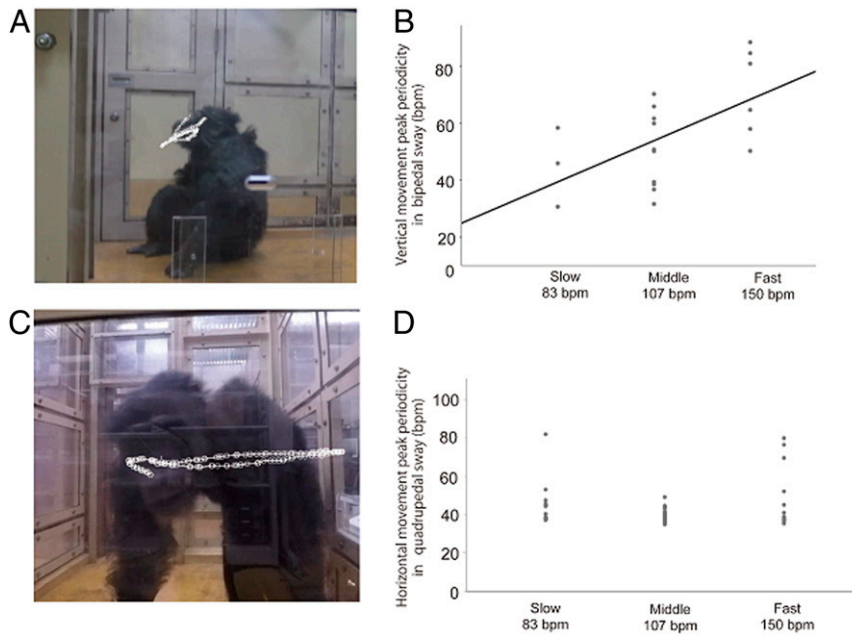 A
B
Vertical movement peak periodicity
in bipedal sway (bpm)
80
60
40
20
0
Slow
83 bpm
Middle
107 bpm
Fast
150 bpm
C
D
Horizontal movement peak periodicity
in quadrupedal sway (bpm)
100
80
60
40
20
0
Slow
83 bpm
Middle
107 bpm
Fast
150 bpm